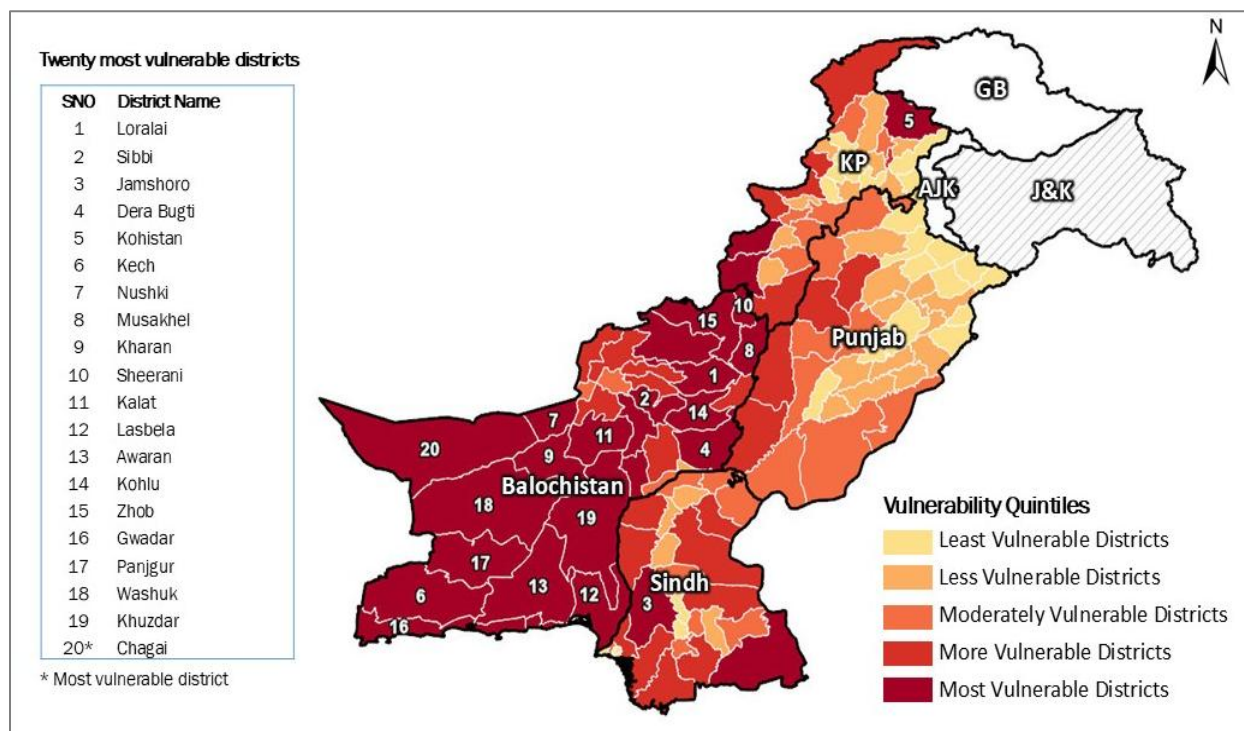 Twenty most vulnerable districts
SNO District Name
1 Loralai
2 Sibbi
3 Jamshoro
4 Dera Bugti
5 Kohistan
6 Kech
7 Nushki
8 Musakhel
9 Kharan
10 Sheerani
11 Kalat
12 Lasbela
13 Awaran
14 Kohlu
15 Zhob
16 Gwadar
17 Panjgur
18 Washuk
19 Khuzdar
20* Chagai
* Most vulnerable district
N
GB
5
KP
AJK
J&K
10
15
8
Punjab
1
2
14
7
11
4
20
9
Balochistan
18
19
17
Sindh
13
12
3
6
16
Vulnerability Quintiles
Least Vulnerable Districts
Less Vulnerable Districts
Moderately Vulnerable Districts
More Vulnerable Districts
Most Vulnerable Districts